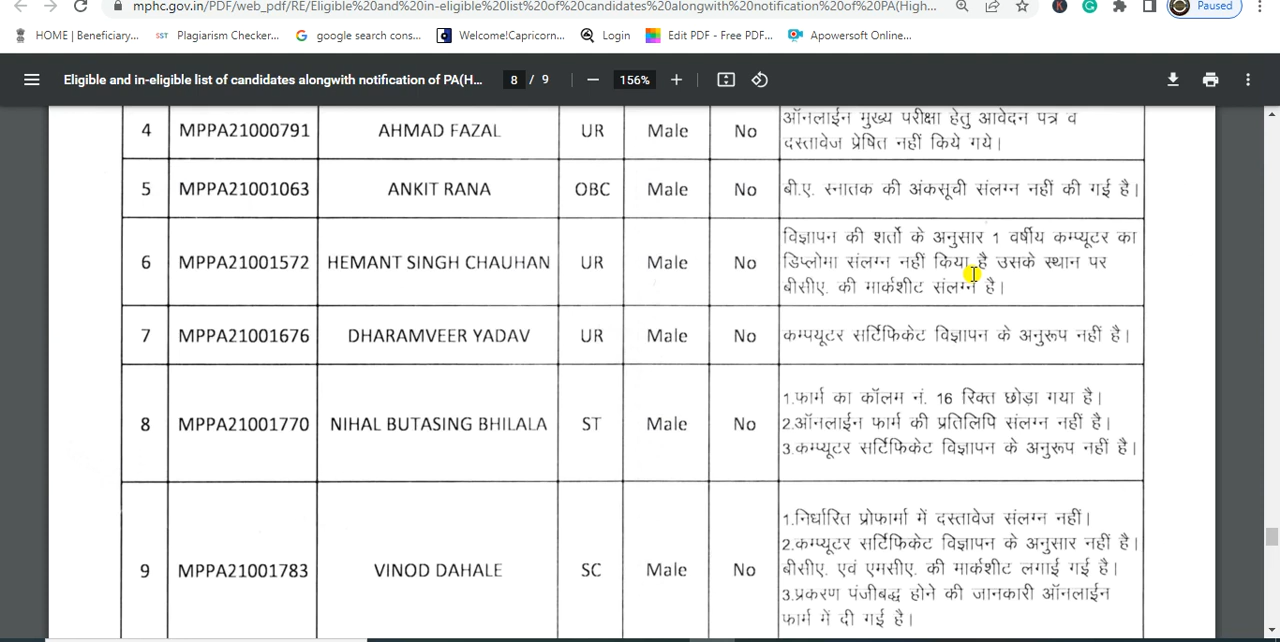 mphc.gov.in/PDF/web_pdf/RE/Eligible%20and%20in-eligible%20list%20of%20candidates%20alongwith%20notification%20of%20PA(High...
K
G
Paused
HOME | Beneficiary...
SST Plagiarism Checker...
G google search cons...
Welcome!Capricorn...
Login
Edit PDF - Free PDF...
Apowersoft Online...
Eligible and in-eligible list of candidates alongwith notification of PA(H...
8 / 9
156%
4 MPPA21000791 AHMAD FAZAL UR Male No ऑनलाईन मुख्य परीक्षा हेतु आवेदन पत्र व
दस्तावेज प्रेषित नहीं किये गये।
5 MPPA21001063 ANKIT RANA OBC Male No बी.ए. स्नातक की अंकसूची संलग्न नहीं की गई है।
6 MPPA21001572 HEMANT SINGH CHAUHAN UR Male No विज्ञापन की शर्तो के अनुसार 1 वर्षीय कम्प्यूटर का
डिप्लोमा संलग्न नहीं किया है उसके स्थान पर
बीसीए. की मार्कशीट संलग्न है।
7 MPPA21001676 DHARAMVEER YADAV UR Male No कम्पयूटर सर्टिफिकेट विज्ञापन के अनुरूप नहीं है।
8 MPPA21001770 NIHAL BUTASING BHILALA ST Male No 1.फार्म का कॉलम नं. 16 रिक्त छोड़ा गया है।
2.ऑनलाईन फार्म की प्रतिलिपि संलग्न नहीं है।
3.कम्प्यूटर सर्टिफिकेट विज्ञापन के अनुरूप नहीं है।
9 MPPA21001783 VINOD DAHALE SC Male No 1.निर्धारित प्रोफार्मा में दस्तावेज संलग्न नहीं।
2.कम्प्यूटर सर्टिफिकेट विज्ञापन के अनुसार नहीं है।
बीसीए. एवं एमसीए. की मार्कशीट लगाई गई है।
3.प्रकरण पंजीबद्ध होने की जानकारी ऑनलाईन
फार्म में दी गई है।